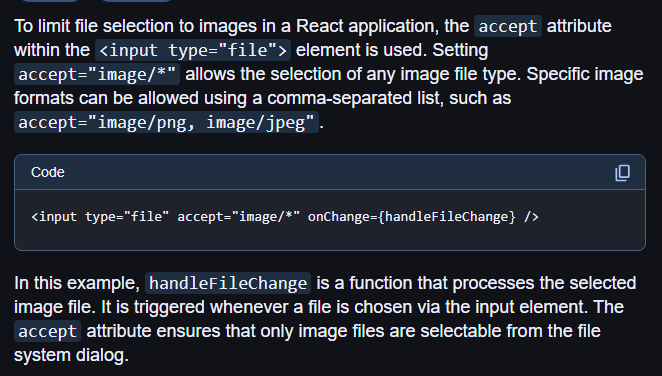 To limit file selection to images in a React application, the accept attribute
within the <input type="file"> element is used. Setting
accept="image/*" allows the selection of any image file type. Specific image
formats can be allowed using a comma-separated list, such as
accept="image/png, image/jpeg".
Code
<input type="file" accept="image/*" onChange={handleFileChange} />
In this example, handleFileChange is a function that processes the selected
image file. It is triggered whenever a file is chosen via the input element. The
accept attribute ensures that only image files are selectable from the file
system dialog.